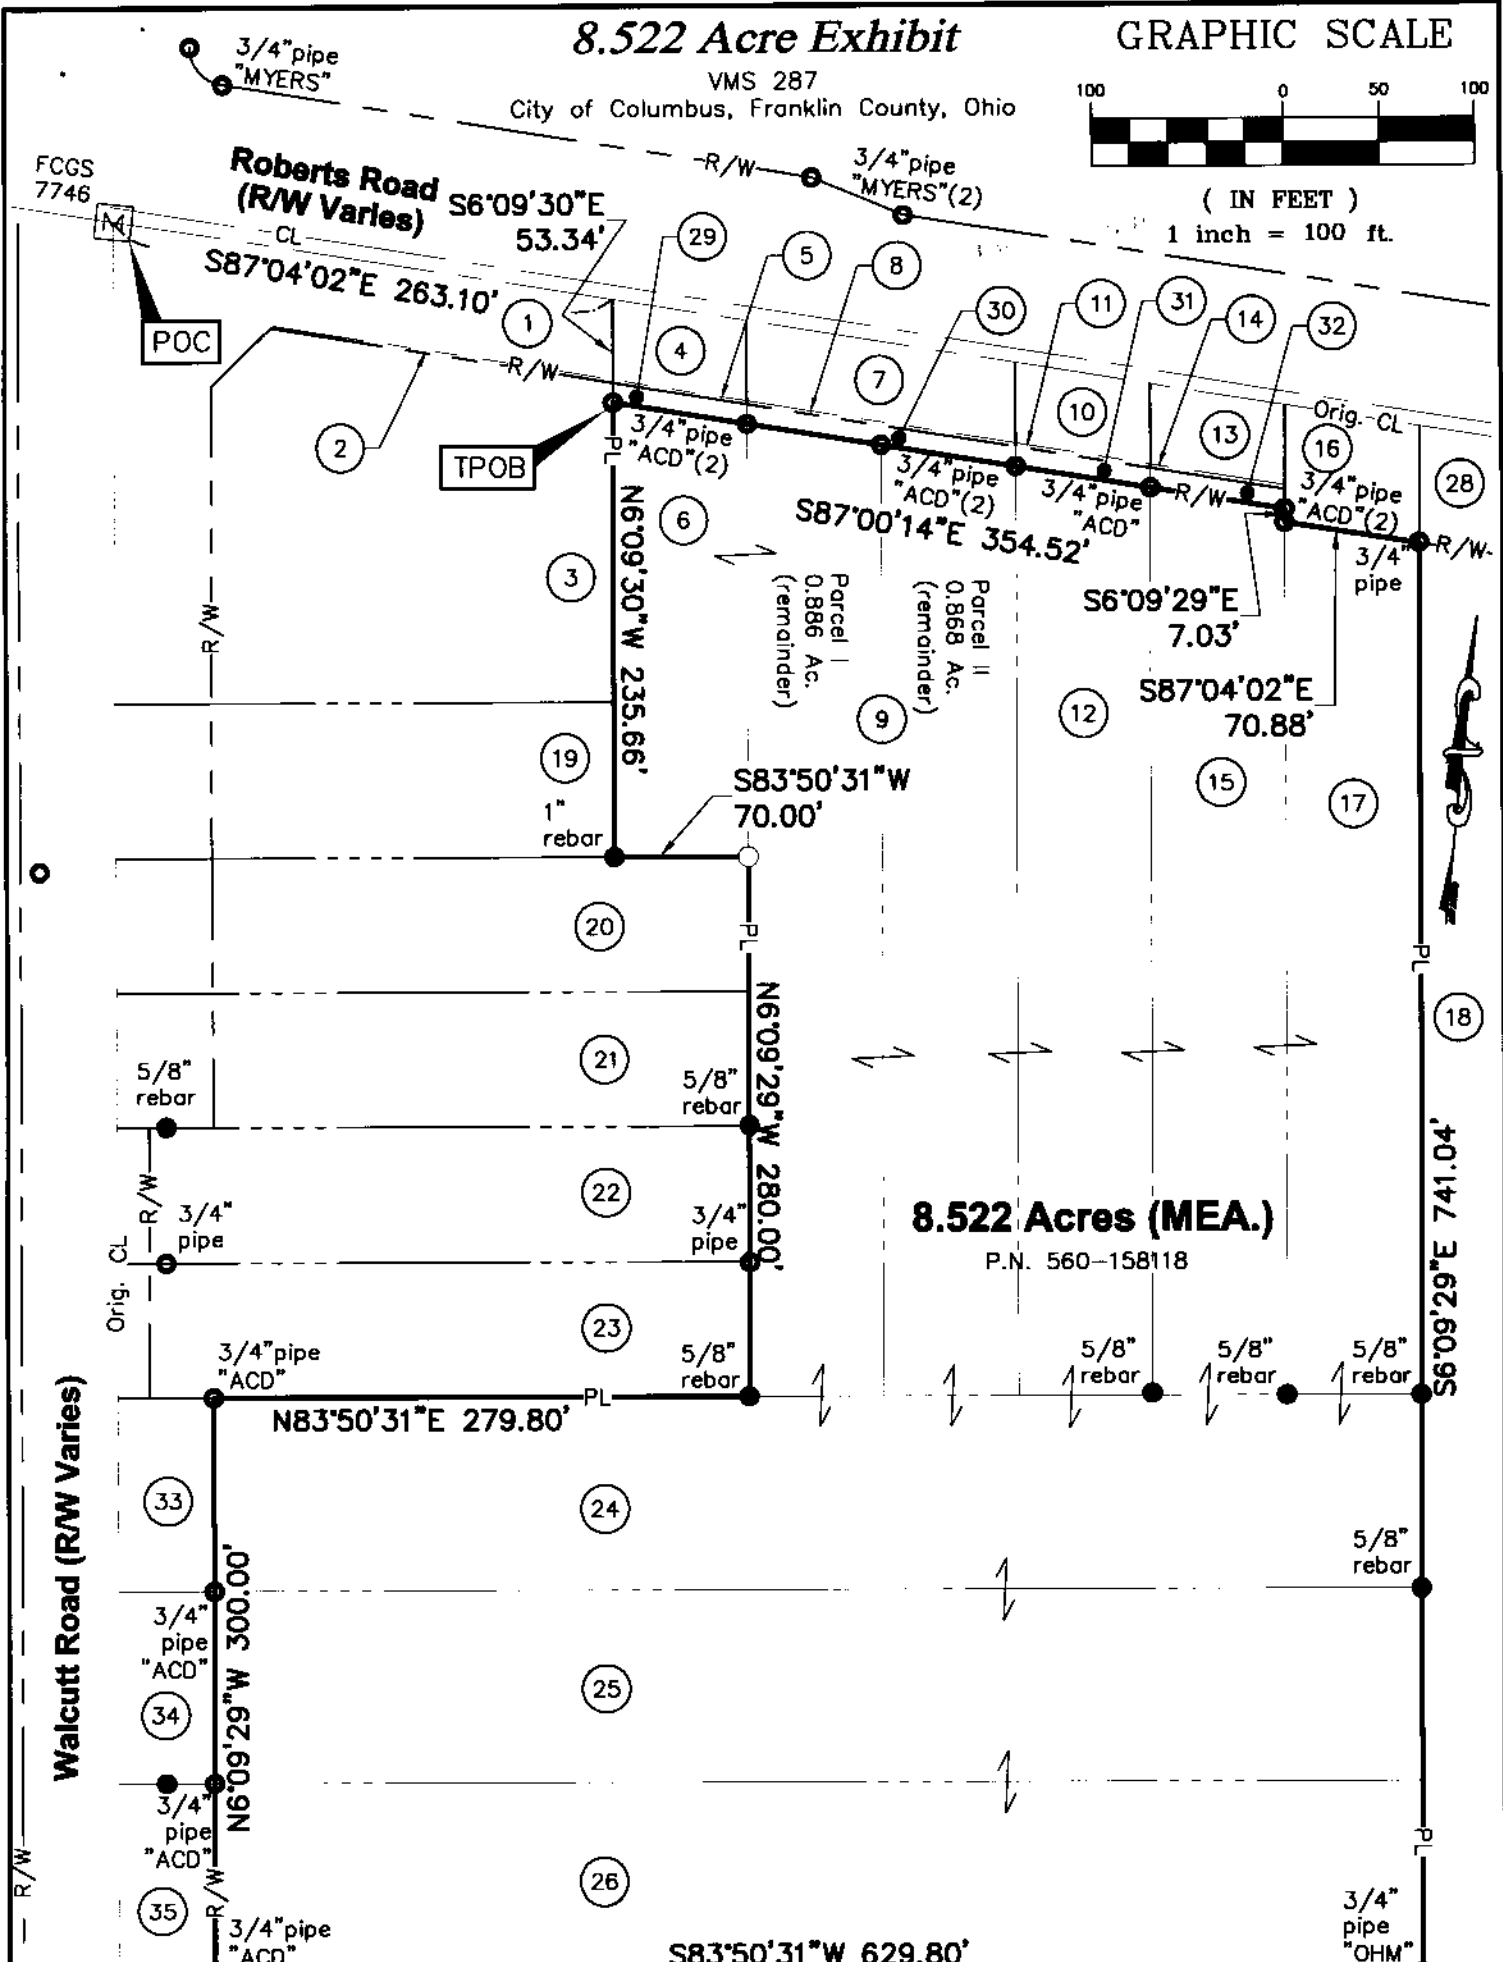 8.522 Acre Exhibit
VMS 287
City of Columbus, Franklin County, Ohio
GRAPHIC SCALE
100 0 50 100
( IN FEET )
1 inch = 100 ft.
3/4"pipe
"MYERS"
R/W
3/4"pipe
"MYERS"(2)
FCGS
7746
Roberts Road
(R/W Varies)
CL
S6°09'30"E
53.34'
S87°04'02"E 263.10'
POC
29
5
8
30
11
31
14
32
1
4
7
10
13
16
28
Orig. CL
R/W
2
TPOB
PL
3/4"pipe
"ACD"(2)
3/4"pipe
"ACD"(2)
3/4"pipe
"ACD"
R/W
3/4"pipe
"ACD"(2)
3/4"
pipe
R/W
S87°00'14"E 354.52'
S6°09'29"E
7.03'
S87°04'02"E
70.88'
6
3
N6°09'30"W 235.66'
Parcel I
0.886 Ac.
(remainder)
Parcel II
0.868 Ac.
(remainder)
R/W
9
12
15
17
19
1"
rebar
S83°50'31"W
70.00'
20
PL
PL
18
21
5/8"
rebar
5/8"
rebar
N6°09'29"W 280.00'
22
R/W
3/4"
pipe
3/4"
pipe
Orig. CL
8.522 Acres (MEA.)
P.N. 560-158118
S6°09'29"E 741.04'
23
3/4"pipe
"ACD"
5/8"
rebar
5/8"
rebar
5/8"
rebar
5/8"
rebar
PL
N83°50'31"E 279.80'
Walcutt Road (R/W Varies)
33
24
5/8"
rebar
N6°09'29"W 300.00'
3/4"
pipe
"ACD"
34
25
3/4"
pipe
"ACD"
PL
R/W
R/W
35
26
3/4"pipe
"ACD"
3/4"
pipe
"OHM"
S83°50'31"W 629.80'